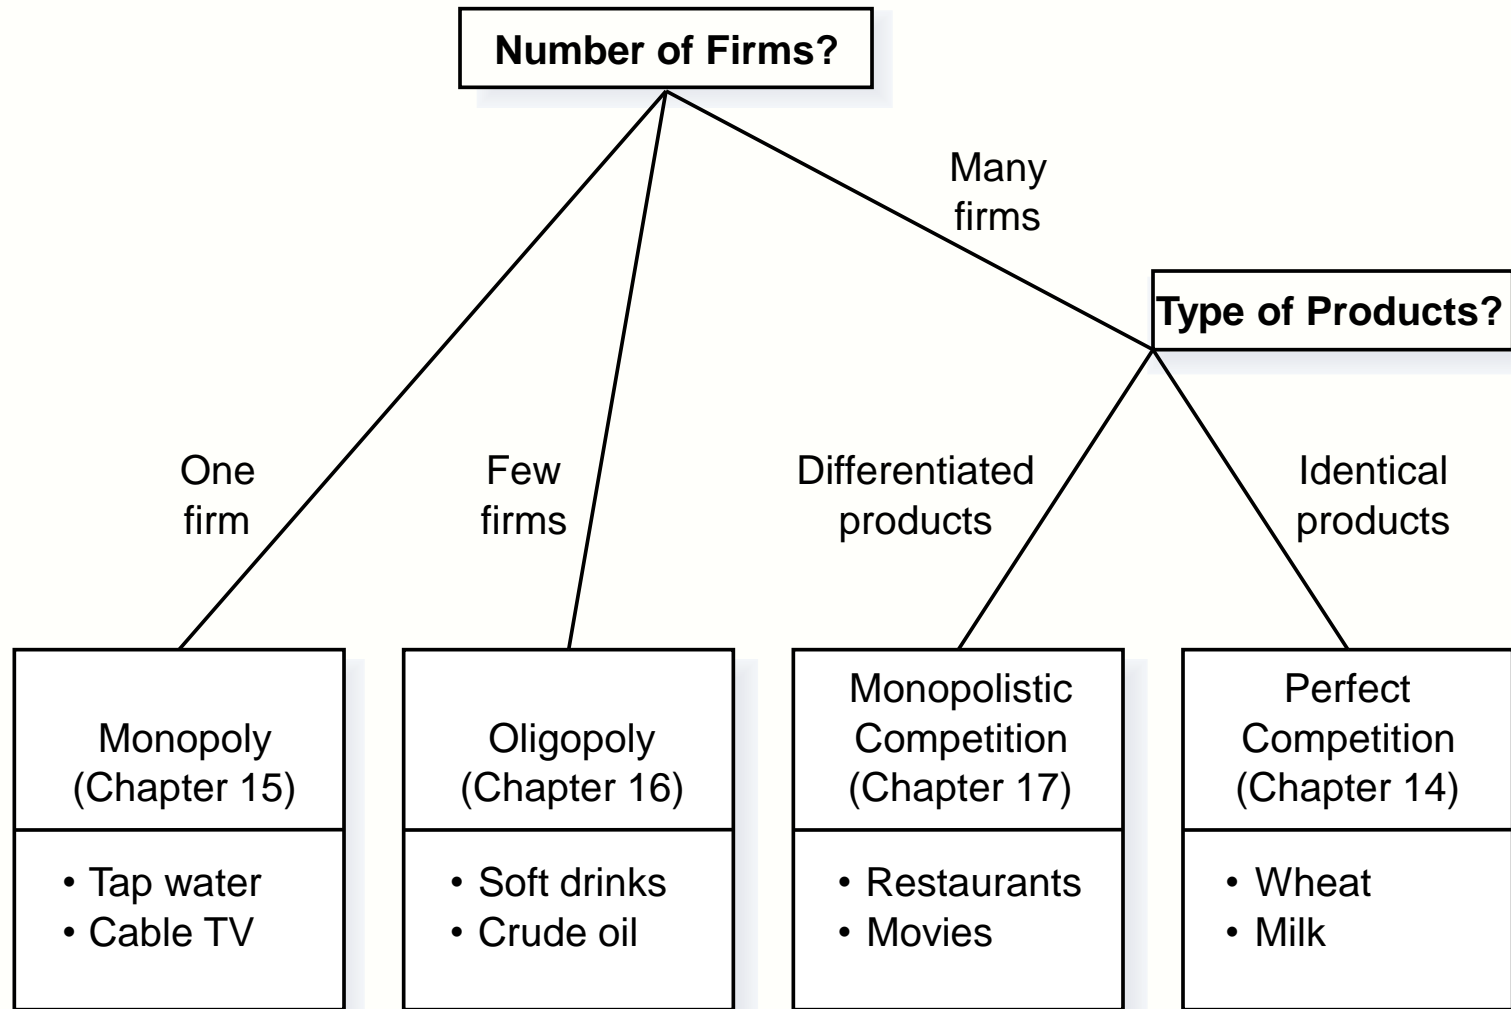 Number of Firms?
Many
firms
Type of Products?
One
firm
Few
firms
Differentiated
products
Identical
products
Monopoly
(Chapter 15)
• Tap water
• Cable TV
Oligopoly
(Chapter 16)
• Soft drinks
• Crude oil
Monopolistic
Competition
(Chapter 17)
• Restaurants
• Movies
Perfect
Competition
(Chapter 14)
• Wheat
• Milk